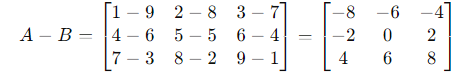 A − B = [1 − 9 2 − 8 3 − 7] = [−8 −6 −4]
[4 − 6 5 − 5 6 − 4] [−2 0 2]
[7 − 3 8 − 2 9 − 1] [4 6 8]